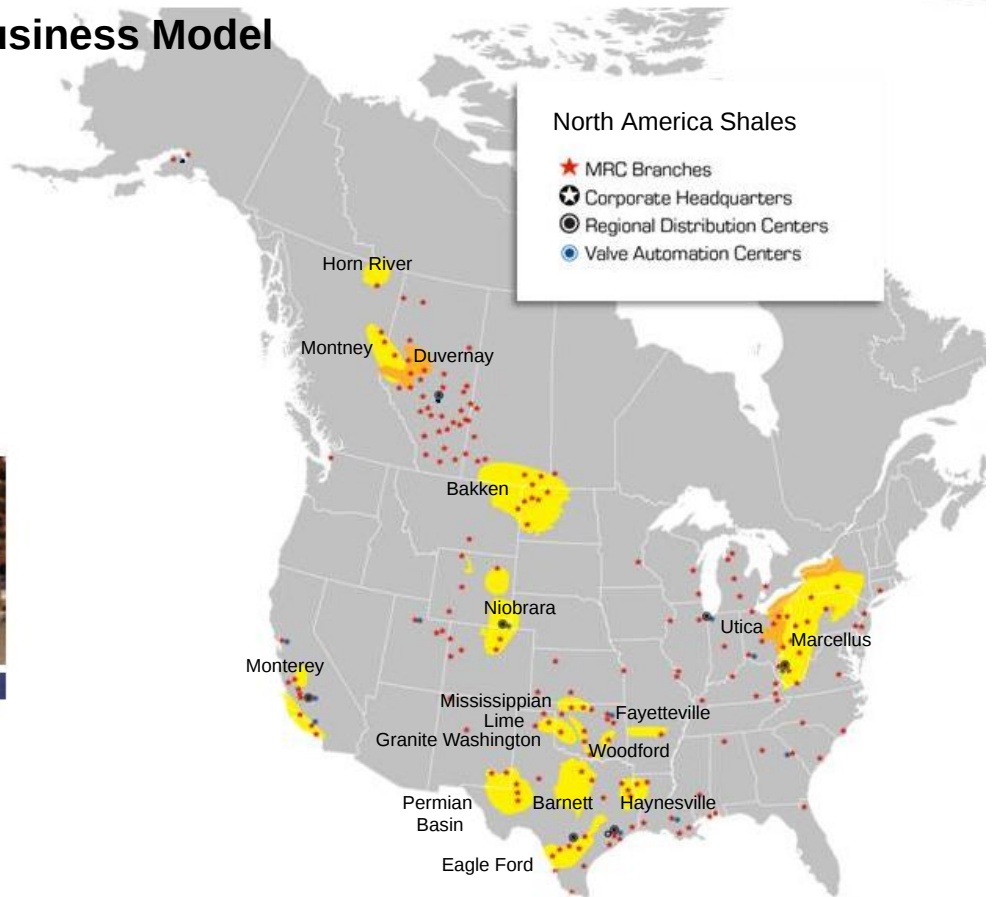 Business Model
North America Shales
MRC Branches
Corporate Headquarters
Regional Distribution Centers
Valve Automation Centers
Horn River
Montney
Duvernay
Bakken
Niobrara
Utica
Marcellus
Monterey
Mississippian
Lime
Fayetteville
Granite Washington
Woodford
Permian
Basin
Barnett
Haynesville
Eagle Ford